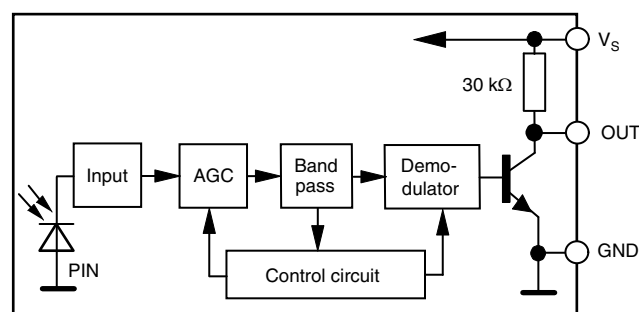 V_S
30 kΩ
OUT
Input
AGC
Band
pass
Demo-
dulator
PIN
Control circuit
GND